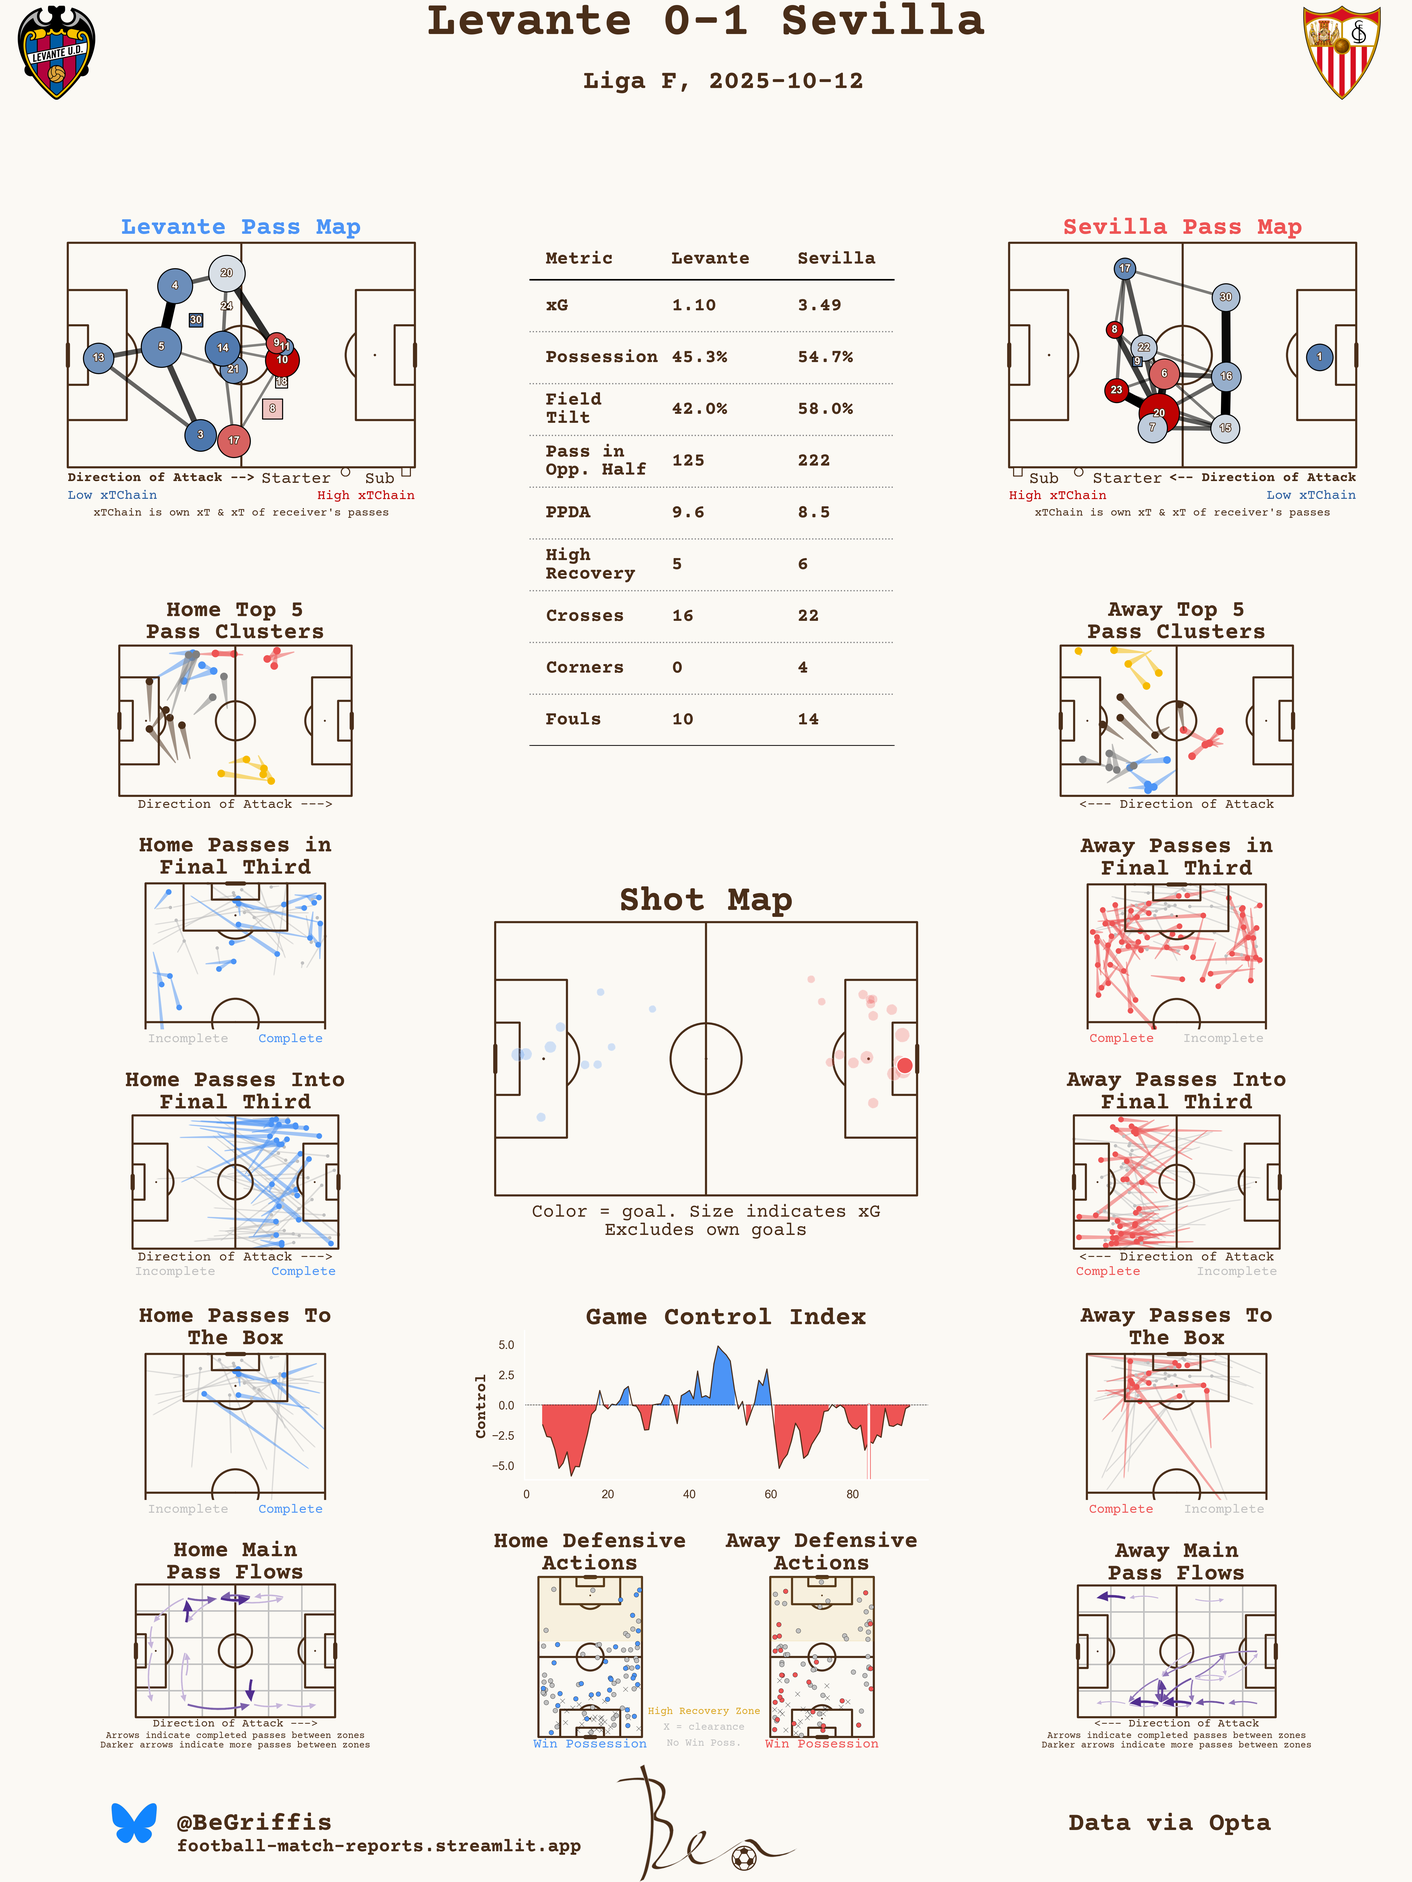 Levante 0-1 Sevilla
Liga F, 2025-10-12
LEVANTE U.D.
Levante Pass Map
20
4
24
30
5
14
9
11
10
13
21
18
8
3
17
Direction of Attack --> Starter Sub
Low xTChain High xTChain
xTChain is own xT & xT of receiver's passes
Metric Levante Sevilla
xG 1.10 3.49
Possession 45.3% 54.7%
Field
Tilt 42.0% 58.0%
Pass in
Opp. Half 125 222
PPDA 9.6 8.5
High
Recovery 5 6
Crosses 16 22
Corners 0 4
Fouls 10 14
Sevilla Pass Map
17
30
8
22
9
6
16
1
23
20
7
15
Sub Starter <-- Direction of Attack
High xTChain Low xTChain
xTChain is own xT & xT of receiver's passes
Home Top 5
Pass Clusters
Direction of Attack --->
Away Top 5
Pass Clusters
<--- Direction of Attack
Home Passes in
Final Third
Incomplete Complete
Away Passes in
Final Third
Complete Incomplete
Shot Map
Color = goal. Size indicates xG
Excludes own goals
Home Passes Into
Final Third
Direction of Attack --->
Incomplete Complete
Away Passes Into
Final Third
<--- Direction of Attack
Complete Incomplete
Home Passes To
The Box
Incomplete Complete
Game Control Index
Control
5.0
2.5
0.0
−2.5
−5.0
0 20 40 60 80
Away Passes To
The Box
Complete Incomplete
Home Main
Pass Flows
Direction of Attack --->
Arrows indicate completed passes between zones
Darker arrows indicate more passes between zones
Home Defensive
Actions
Win Possession
Away Defensive
Actions
Win Possession
High Recovery Zone
X = clearance
No Win Poss.
Away Main
Pass Flows
<--- Direction of Attack
Arrows indicate completed passes between zones
Darker arrows indicate more passes between zones
@BeGriffis
football-match-reports.streamlit.app
Ben
Data via Opta